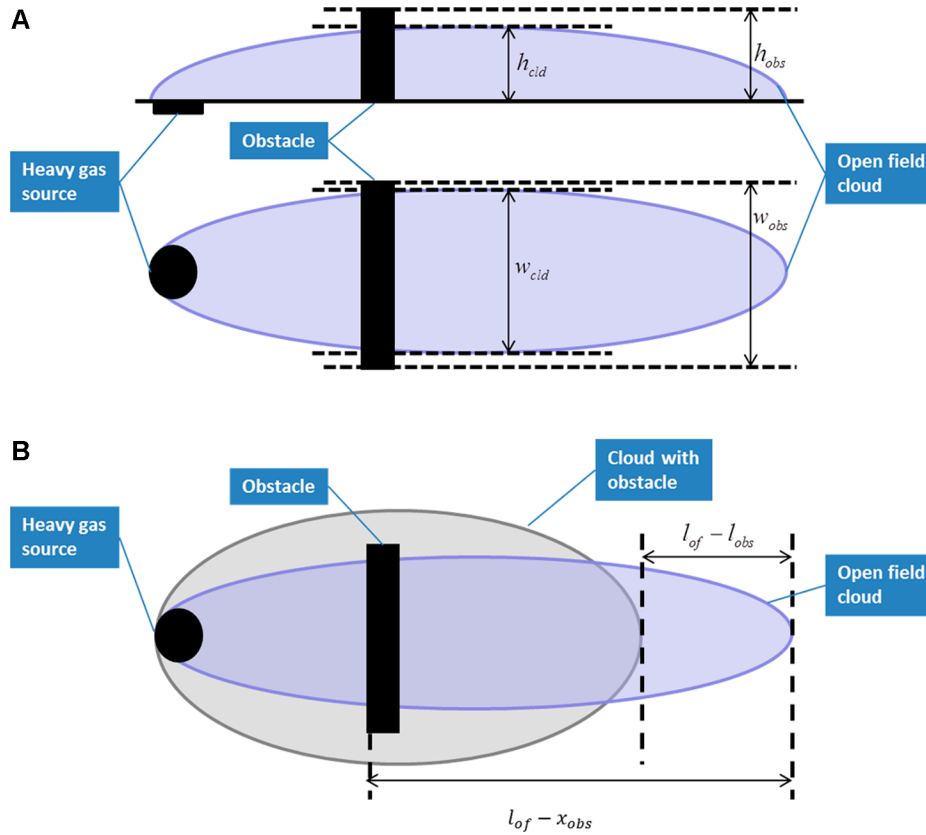 A
h_cld
h_obs
Obstacle
Heavy gas
source
Open field
cloud
w_obs
w_cld
B
Cloud with
obstacle
Obstacle
Heavy gas
source
l_of − l_obs
Open field
cloud
l_of − x_obs